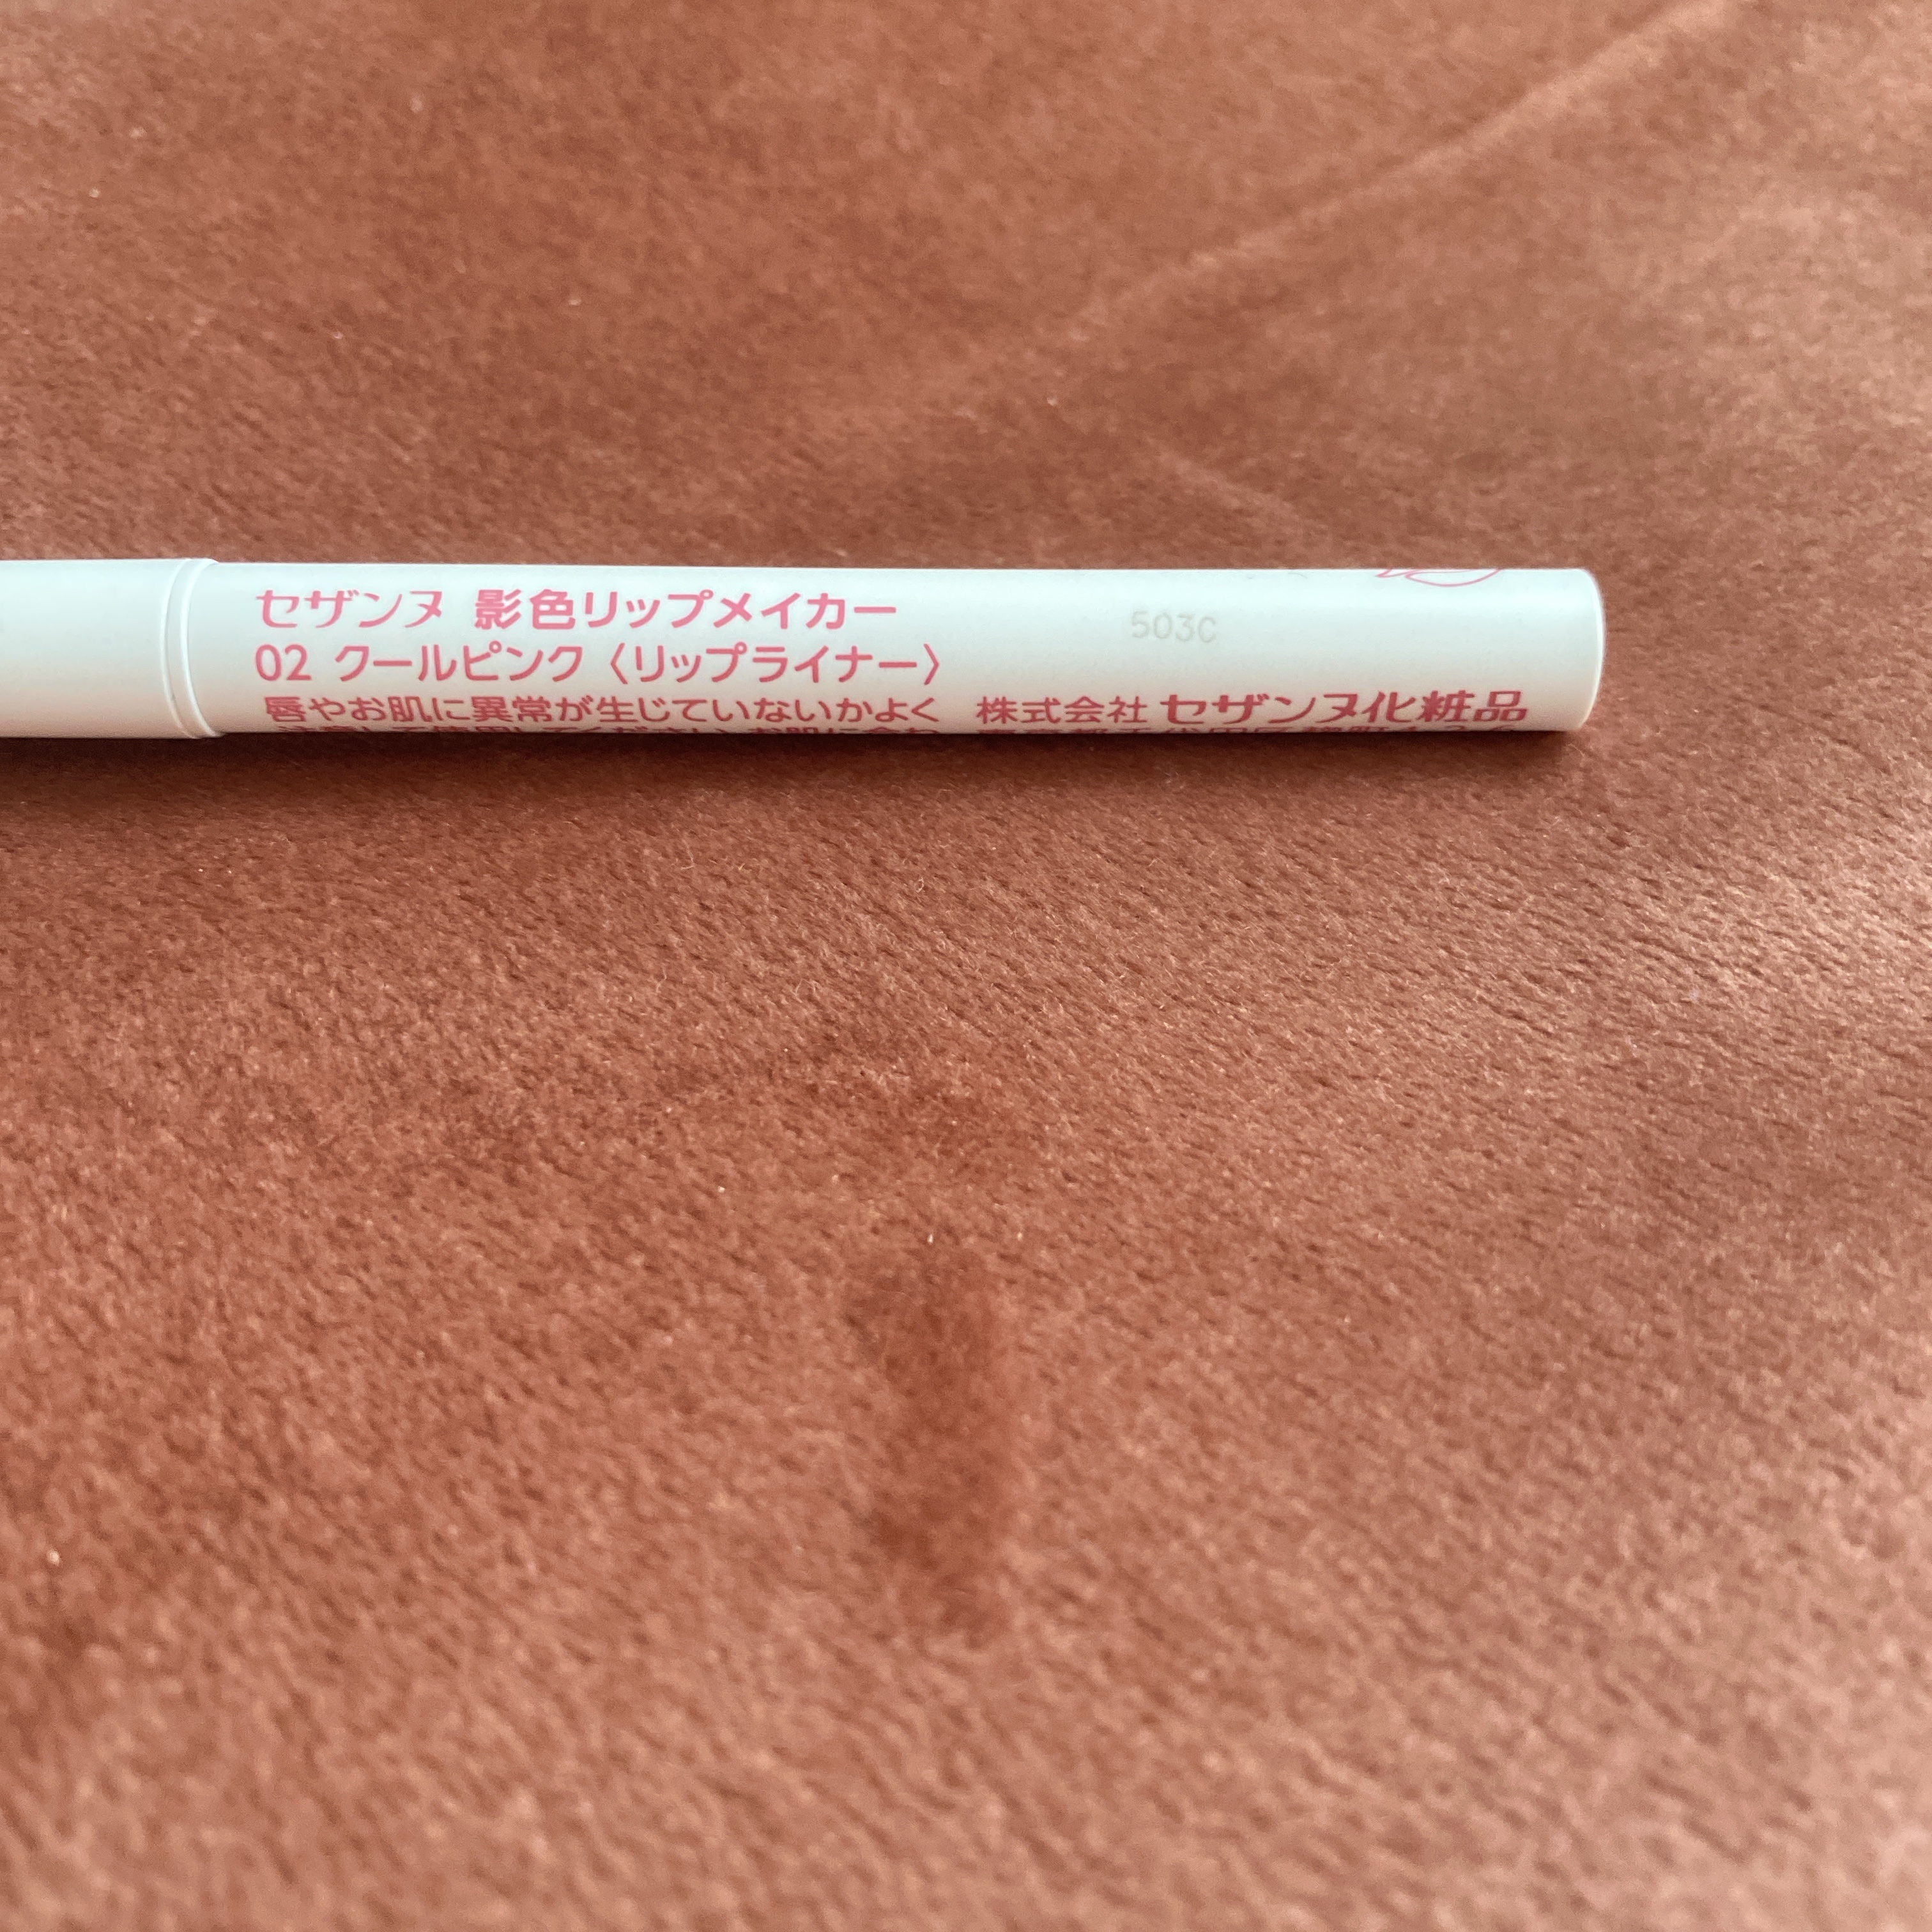 セザンヌ 影色リップメイカー
503C
02 クールピンク〈リップライナー〉
唇やお肌に異常が生じていないかよく 株式会社 セザンヌ化粧品